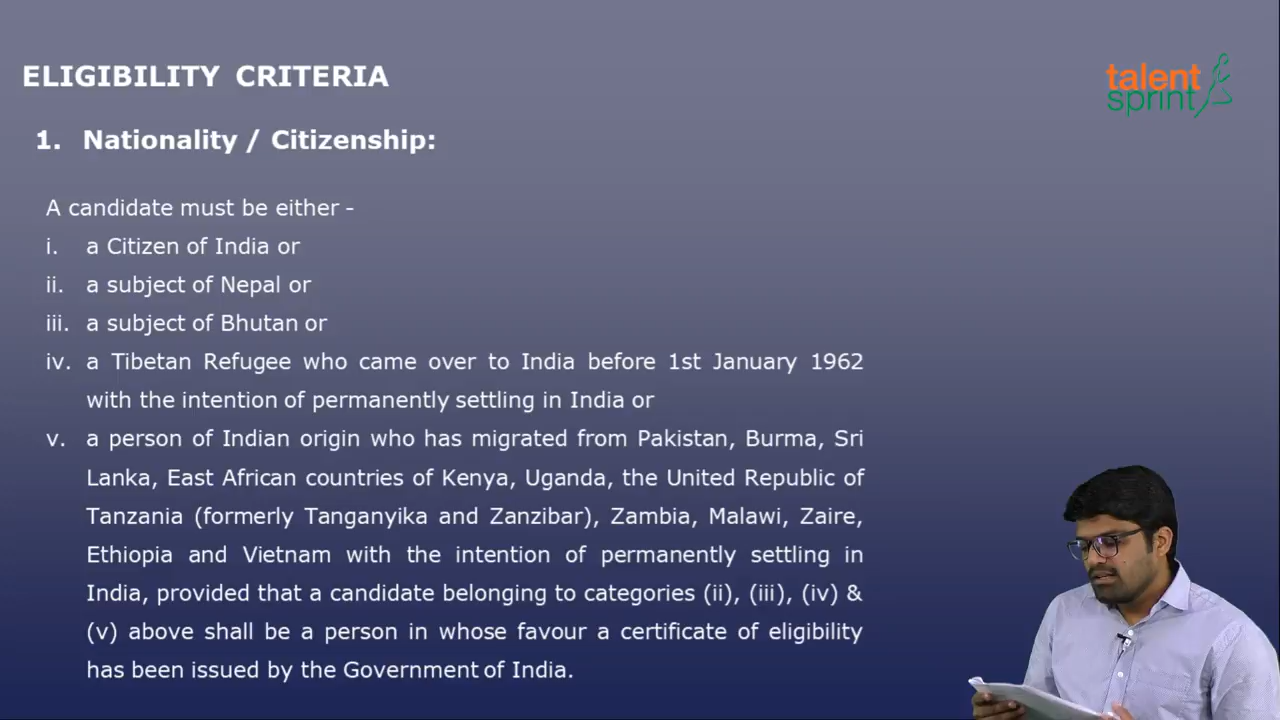 ELIGIBILITY CRITERIA
talent
sprint
1. Nationality / Citizenship:
A candidate must be either -
i. a Citizen of India or
ii. a subject of Nepal or
iii. a subject of Bhutan or
iv. a Tibetan Refugee who came over to India before 1st January 1962
with the intention of permanently settling in India or
v. a person of Indian origin who has migrated from Pakistan, Burma, Sri
Lanka, East African countries of Kenya, Uganda, the United Republic of
Tanzania (formerly Tanganyika and Zanzibar), Zambia, Malawi, Zaire,
Ethiopia and Vietnam with the intention of permanently settling in
India, provided that a candidate belonging to categories (ii), (iii), (iv) &
(v) above shall be a person in whose favour a certificate of eligibility
has been issued by the Government of India.